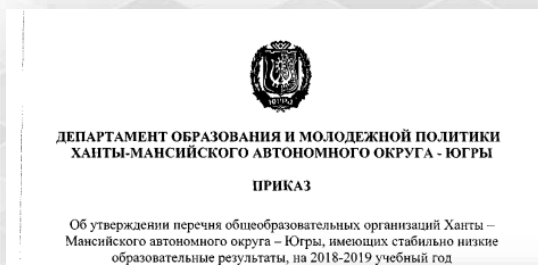 ЮГРА
ДЕПАРТАМЕНТ ОБРАЗОВАНИЯ И МОЛОДЕЖНОЙ ПОЛИТИКИ
ХАНТЫ-МАНСИЙСКОГО АВТОНОМНОГО ОКРУГА - ЮГРЫ
ПРИКАЗ
Об утверждении перечня общеобразовательных организаций Ханты –
Мансийского автономного округа – Югры, имеющих стабильно низкие
образовательные результаты, на 2018-2019 учебный год